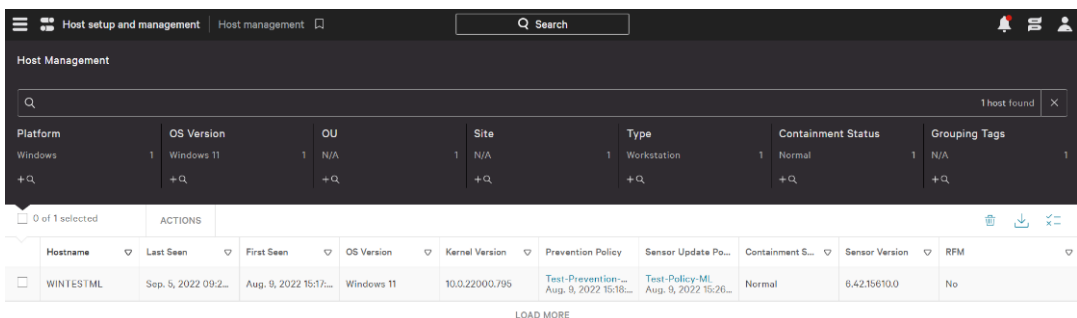 Host setup and management Host management Search
Host Management
1 host found
Platform OS Version OU Site Type Containment Status Grouping Tags
Windows 1 Windows 11 1 N/A 1 N/A 1 Workstation 1 Normal 1 N/A 1
0 of 1 selected ACTIONS
Hostname Last Seen First Seen OS Version Kernel Version Prevention Policy Sensor Update Po... Containment S... Sensor Version RFM
WINTESTML Sep. 5, 2022 09:2... Aug. 9, 2022 15:17:... Windows 11 10.0.22000.795 Test-Prevention-... Test-Policy-ML Normal 6.42.15610.0 No
Aug. 9, 2022 15:18:... Aug. 9, 2022 15:26...
LOAD MORE